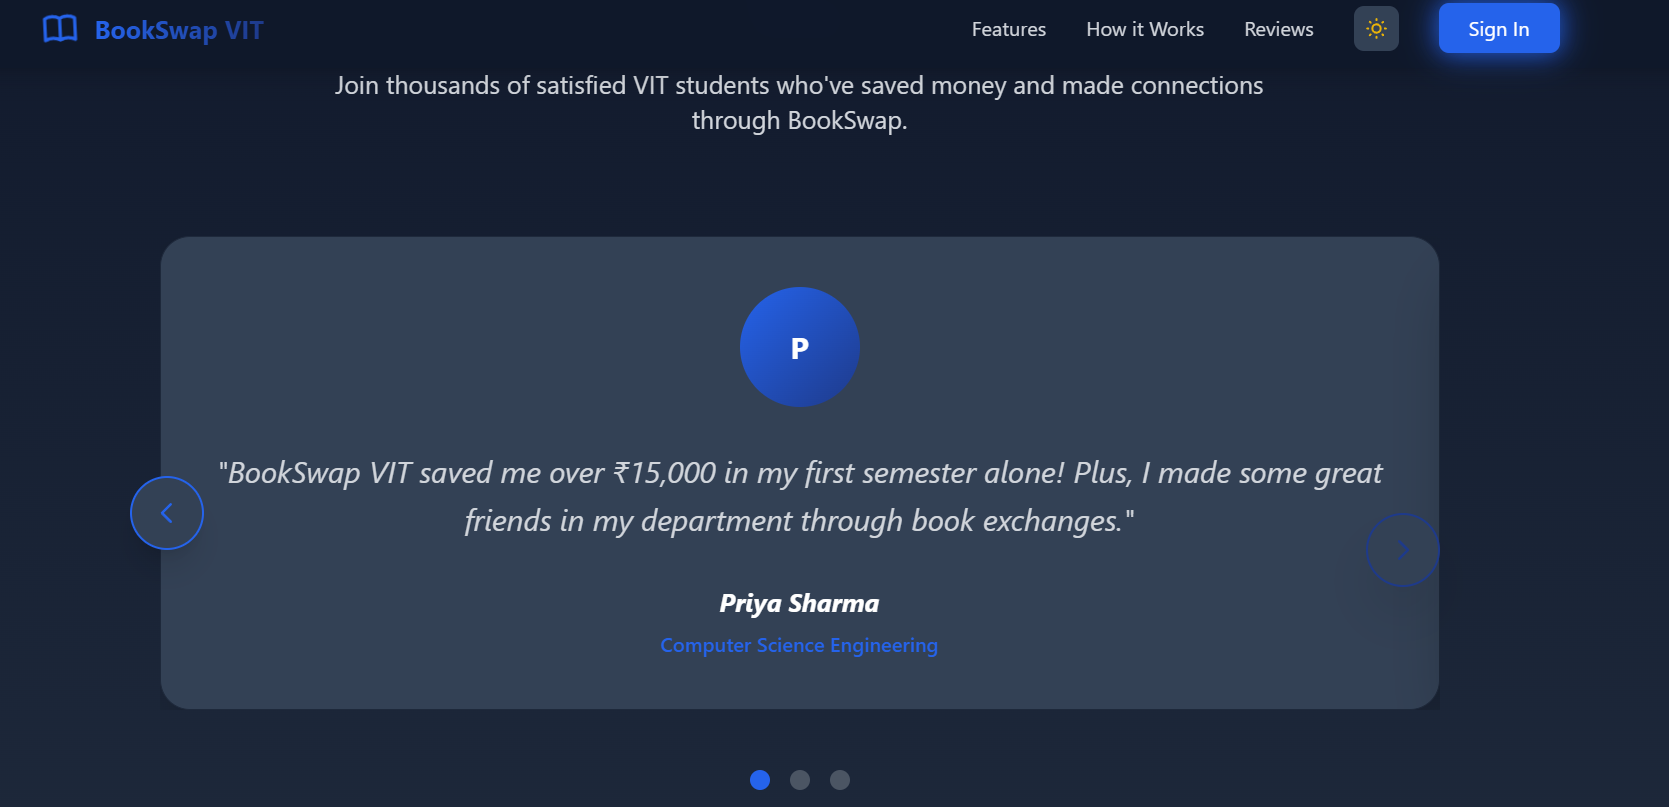 BookSwap VIT
Features
How it Works
Reviews
Sign In
Join thousands of satisfied VIT students who've saved money and made connections
through BookSwap.
P
"BookSwap VIT saved me over ₹15,000 in my first semester alone! Plus, I made some great
friends in my department through book exchanges."
Priya Sharma
Computer Science Engineering